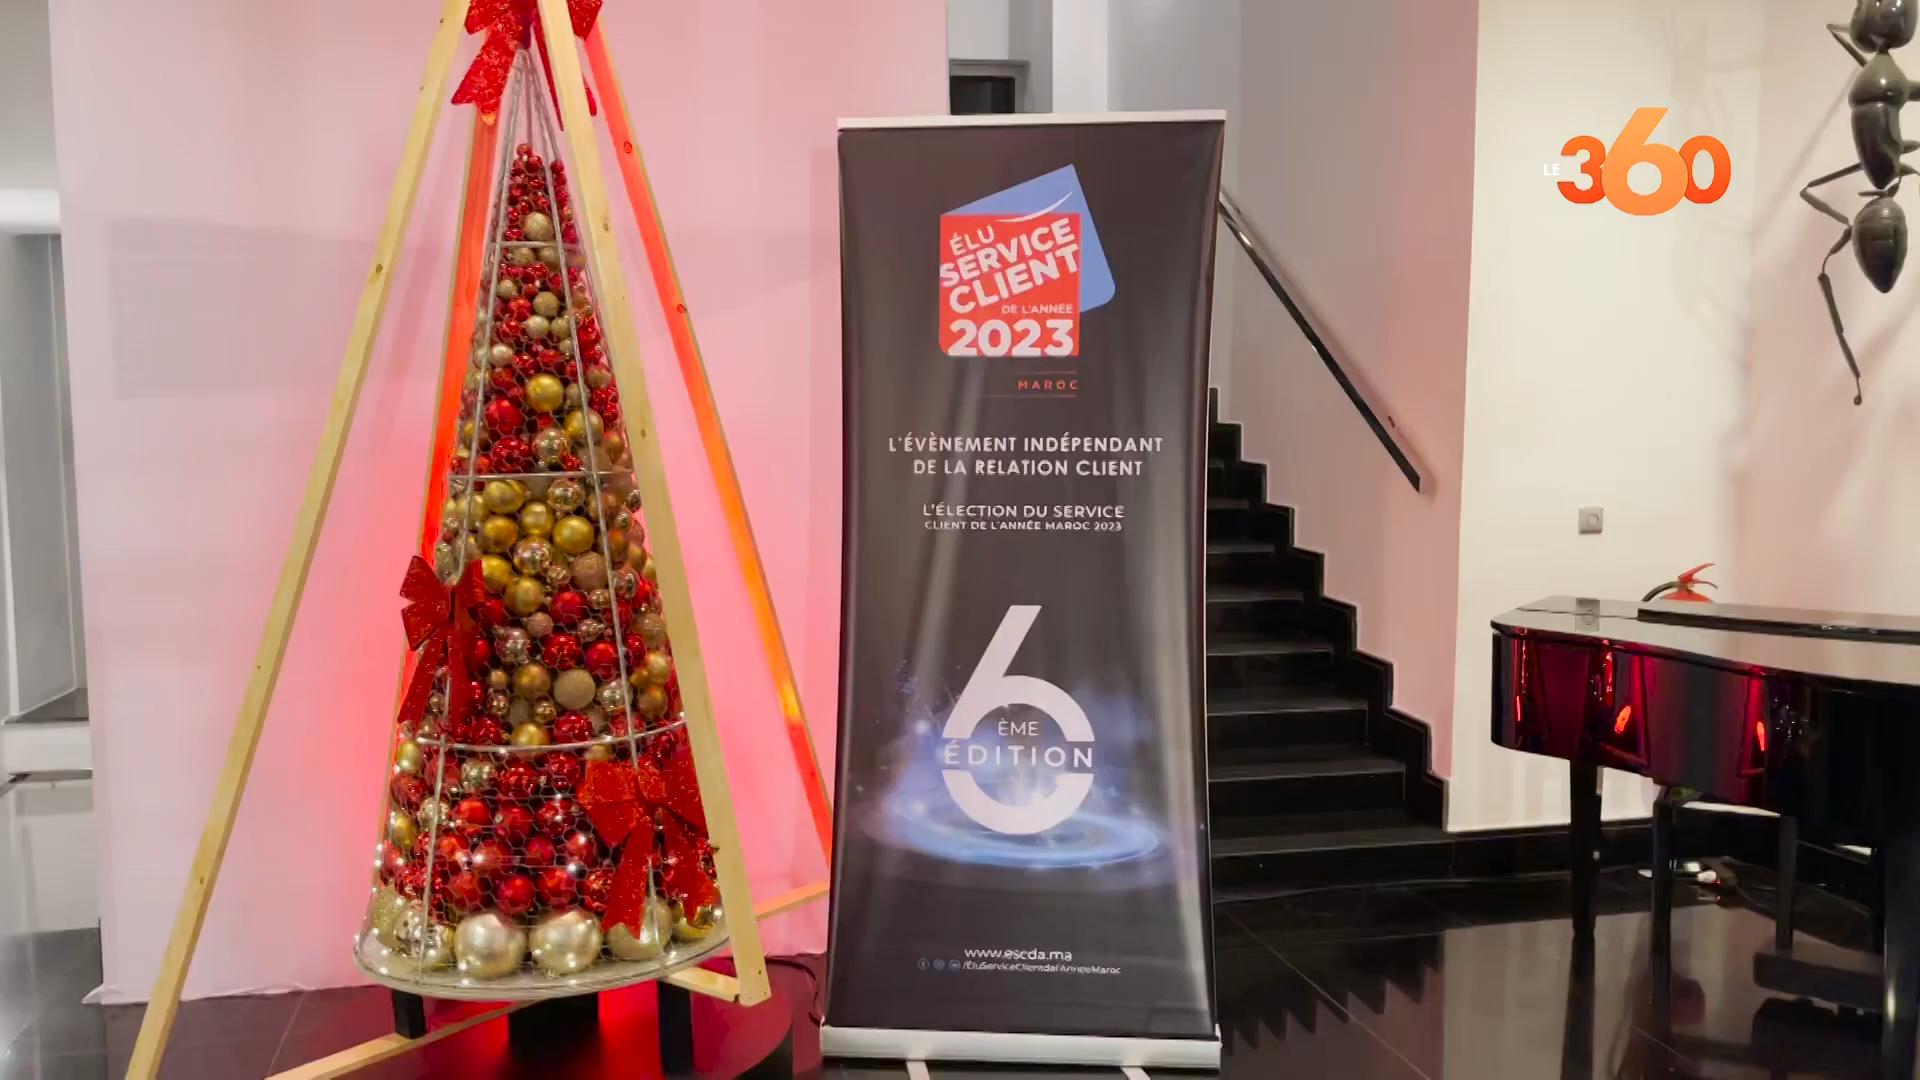 LE 360
ÉLU
SERVICE
CLIENT
DE L'ANNÉE
2023
MAROC
L'ÉVÈNEMENT INDÉPENDANT
DE LA RELATION CLIENT
L'ÉLECTION DU SERVICE
CLIENT DE L'ANNÉE MAROC 2023
6
ÈME
ÉDITION
www.escda.ma